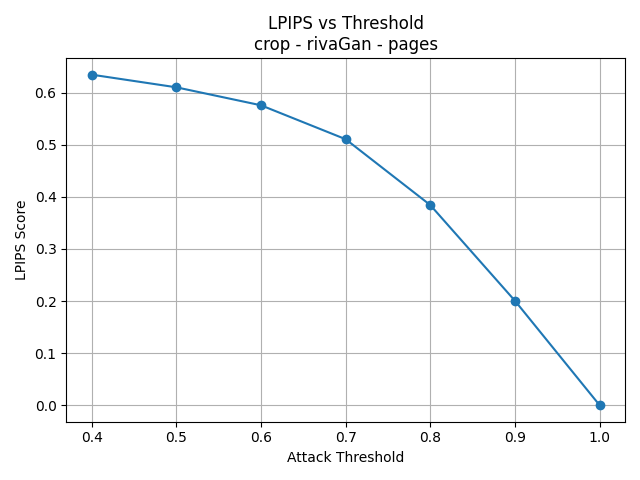 LPIPS vs Threshold
crop - rivaGan - pages
0.6
0.5
0.4
0.3
0.2
0.1
0.0
LPIPS Score
0.4 0.5 0.6 0.7 0.8 0.9 1.0
Attack Threshold